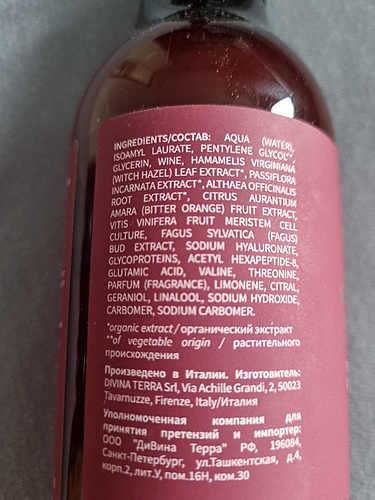 INGREDIENTS/СОСТАВ: AQUA (WATER),
ISOAMYL LAURATE, PENTYLENE GLYCOL**,
GLYCERIN, WINE, HAMAMELIS VIRGINIANA
(WITCH HAZEL) LEAF EXTRACT*, PASSIFLORA
INCARNATA EXTRACT*, ALTHAEA OFFICINALIS
ROOT EXTRACT*, CITRUS AURANTIUM
AMARA (BITTER ORANGE) FRUIT EXTRACT,
VITIS VINIFERA FRUIT MERISTEM CELL
CULTURE, FAGUS SYLVATICA (FAGUS)
BUD EXTRACT, SODIUM HYALURONATE,
GLYCOPROTEINS, ACETYL HEXAPEPTIDE-8,
GLUTAMIC ACID, VALINE, THREONINE,
PARFUM (FRAGRANCE), LIMONENE, CITRAL,
GERANIOL, LINALOOL, SODIUM HYDROXIDE,
CARBOMER, SODIUM CARBOMER.
*organic extract/органический экстракт
**of vegetable origin / растительного
происхождения
Произведено в Италии. Изготовитель:
DIVINA TERRA Srl, Via Achille Grandi, 2, 50023
Tavarnuzze, Firenze, Italy/Италия
Уполномоченная компания для
принятия претензий и импортер:
ООО "ДиВина Терра" РФ, 196084,
Санкт-Петербург, ул.Ташкентская, д.4,
корп.2, лит.У, пом.16Н, ком.30